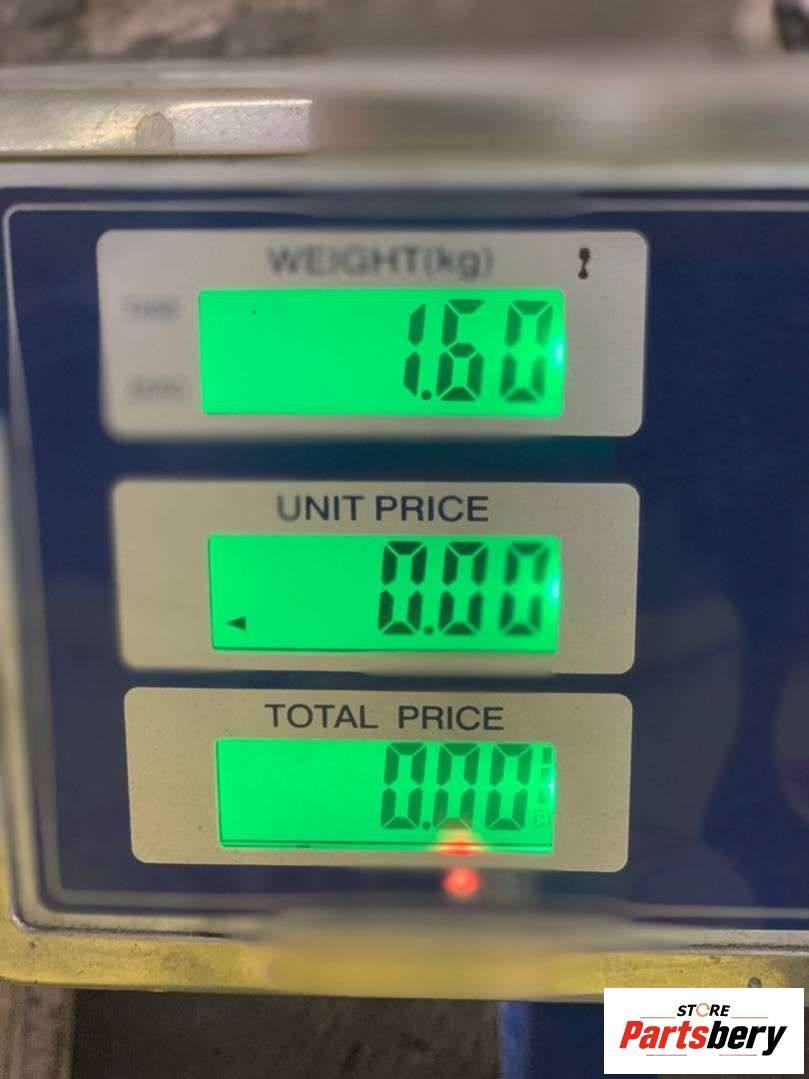 WEIGHT(kg)
1.60
UNIT PRICE
0.00
TOTAL PRICE
0.00
STORE
Partsbery